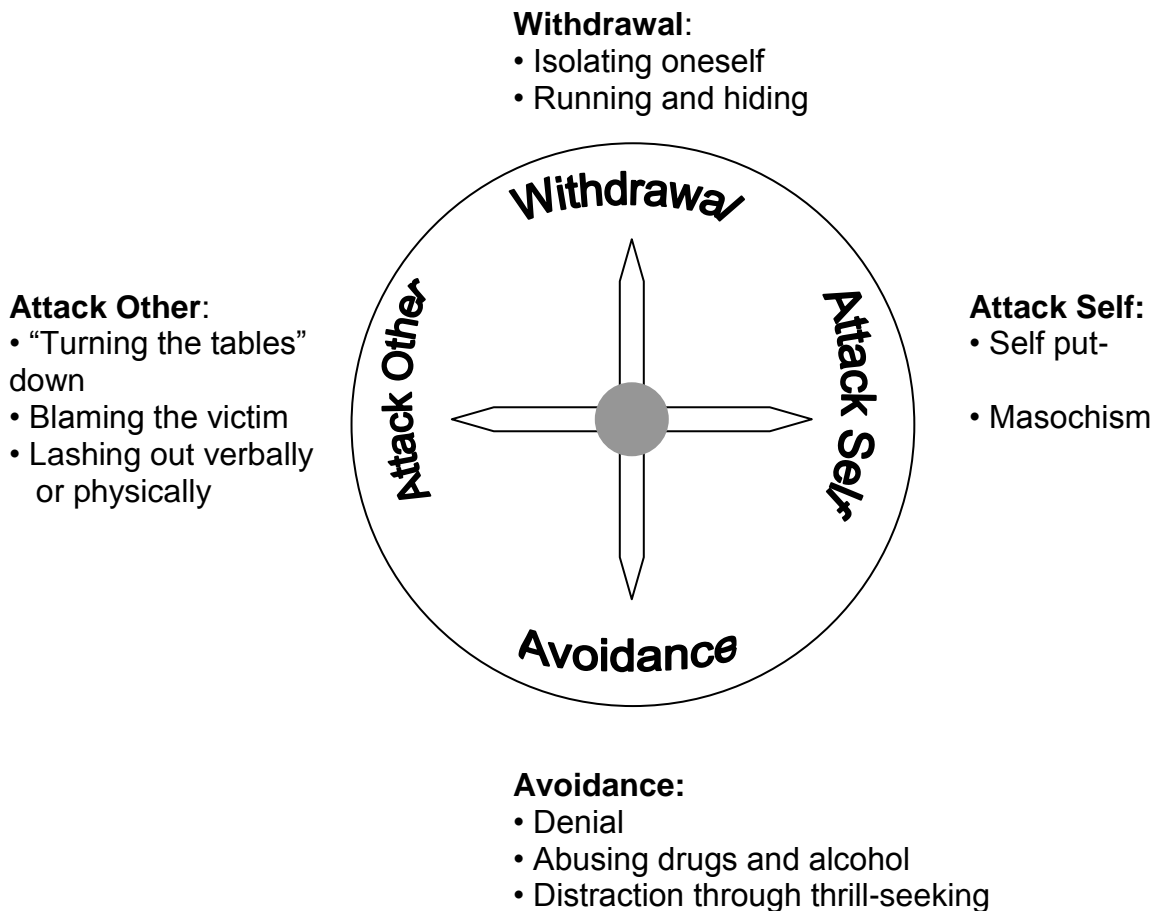 Withdrawal:
• Isolating oneself
• Running and hiding
Withdrawal
Attack Other:
• “Turning the tables”
down
• Blaming the victim
• Lashing out verbally
or physically
Attack Other
Attack Self
Attack Self:
• Self put-
• Masochism
Avoidance
Avoidance:
• Denial
• Abusing drugs and alcohol
• Distraction through thrill-seeking